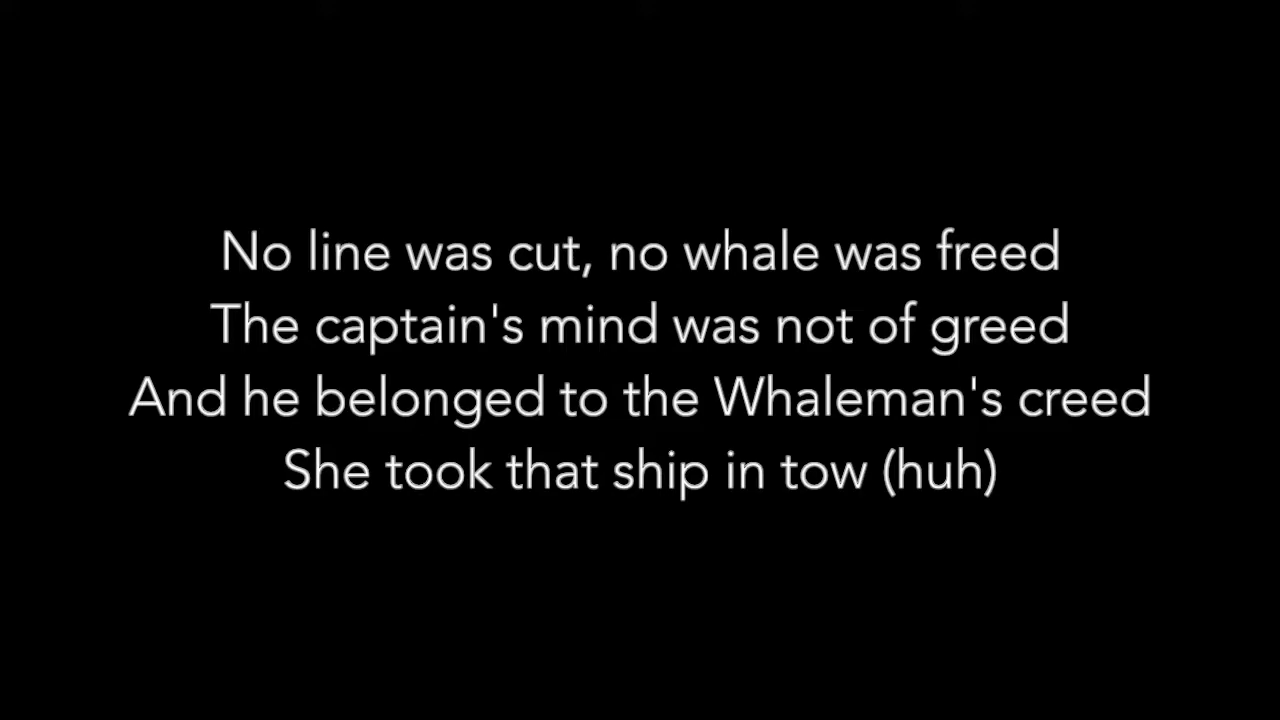 No line was cut, no whale was freed
The captain's mind was not of greed
And he belonged to the Whaleman's creed
She took that ship in tow (huh)